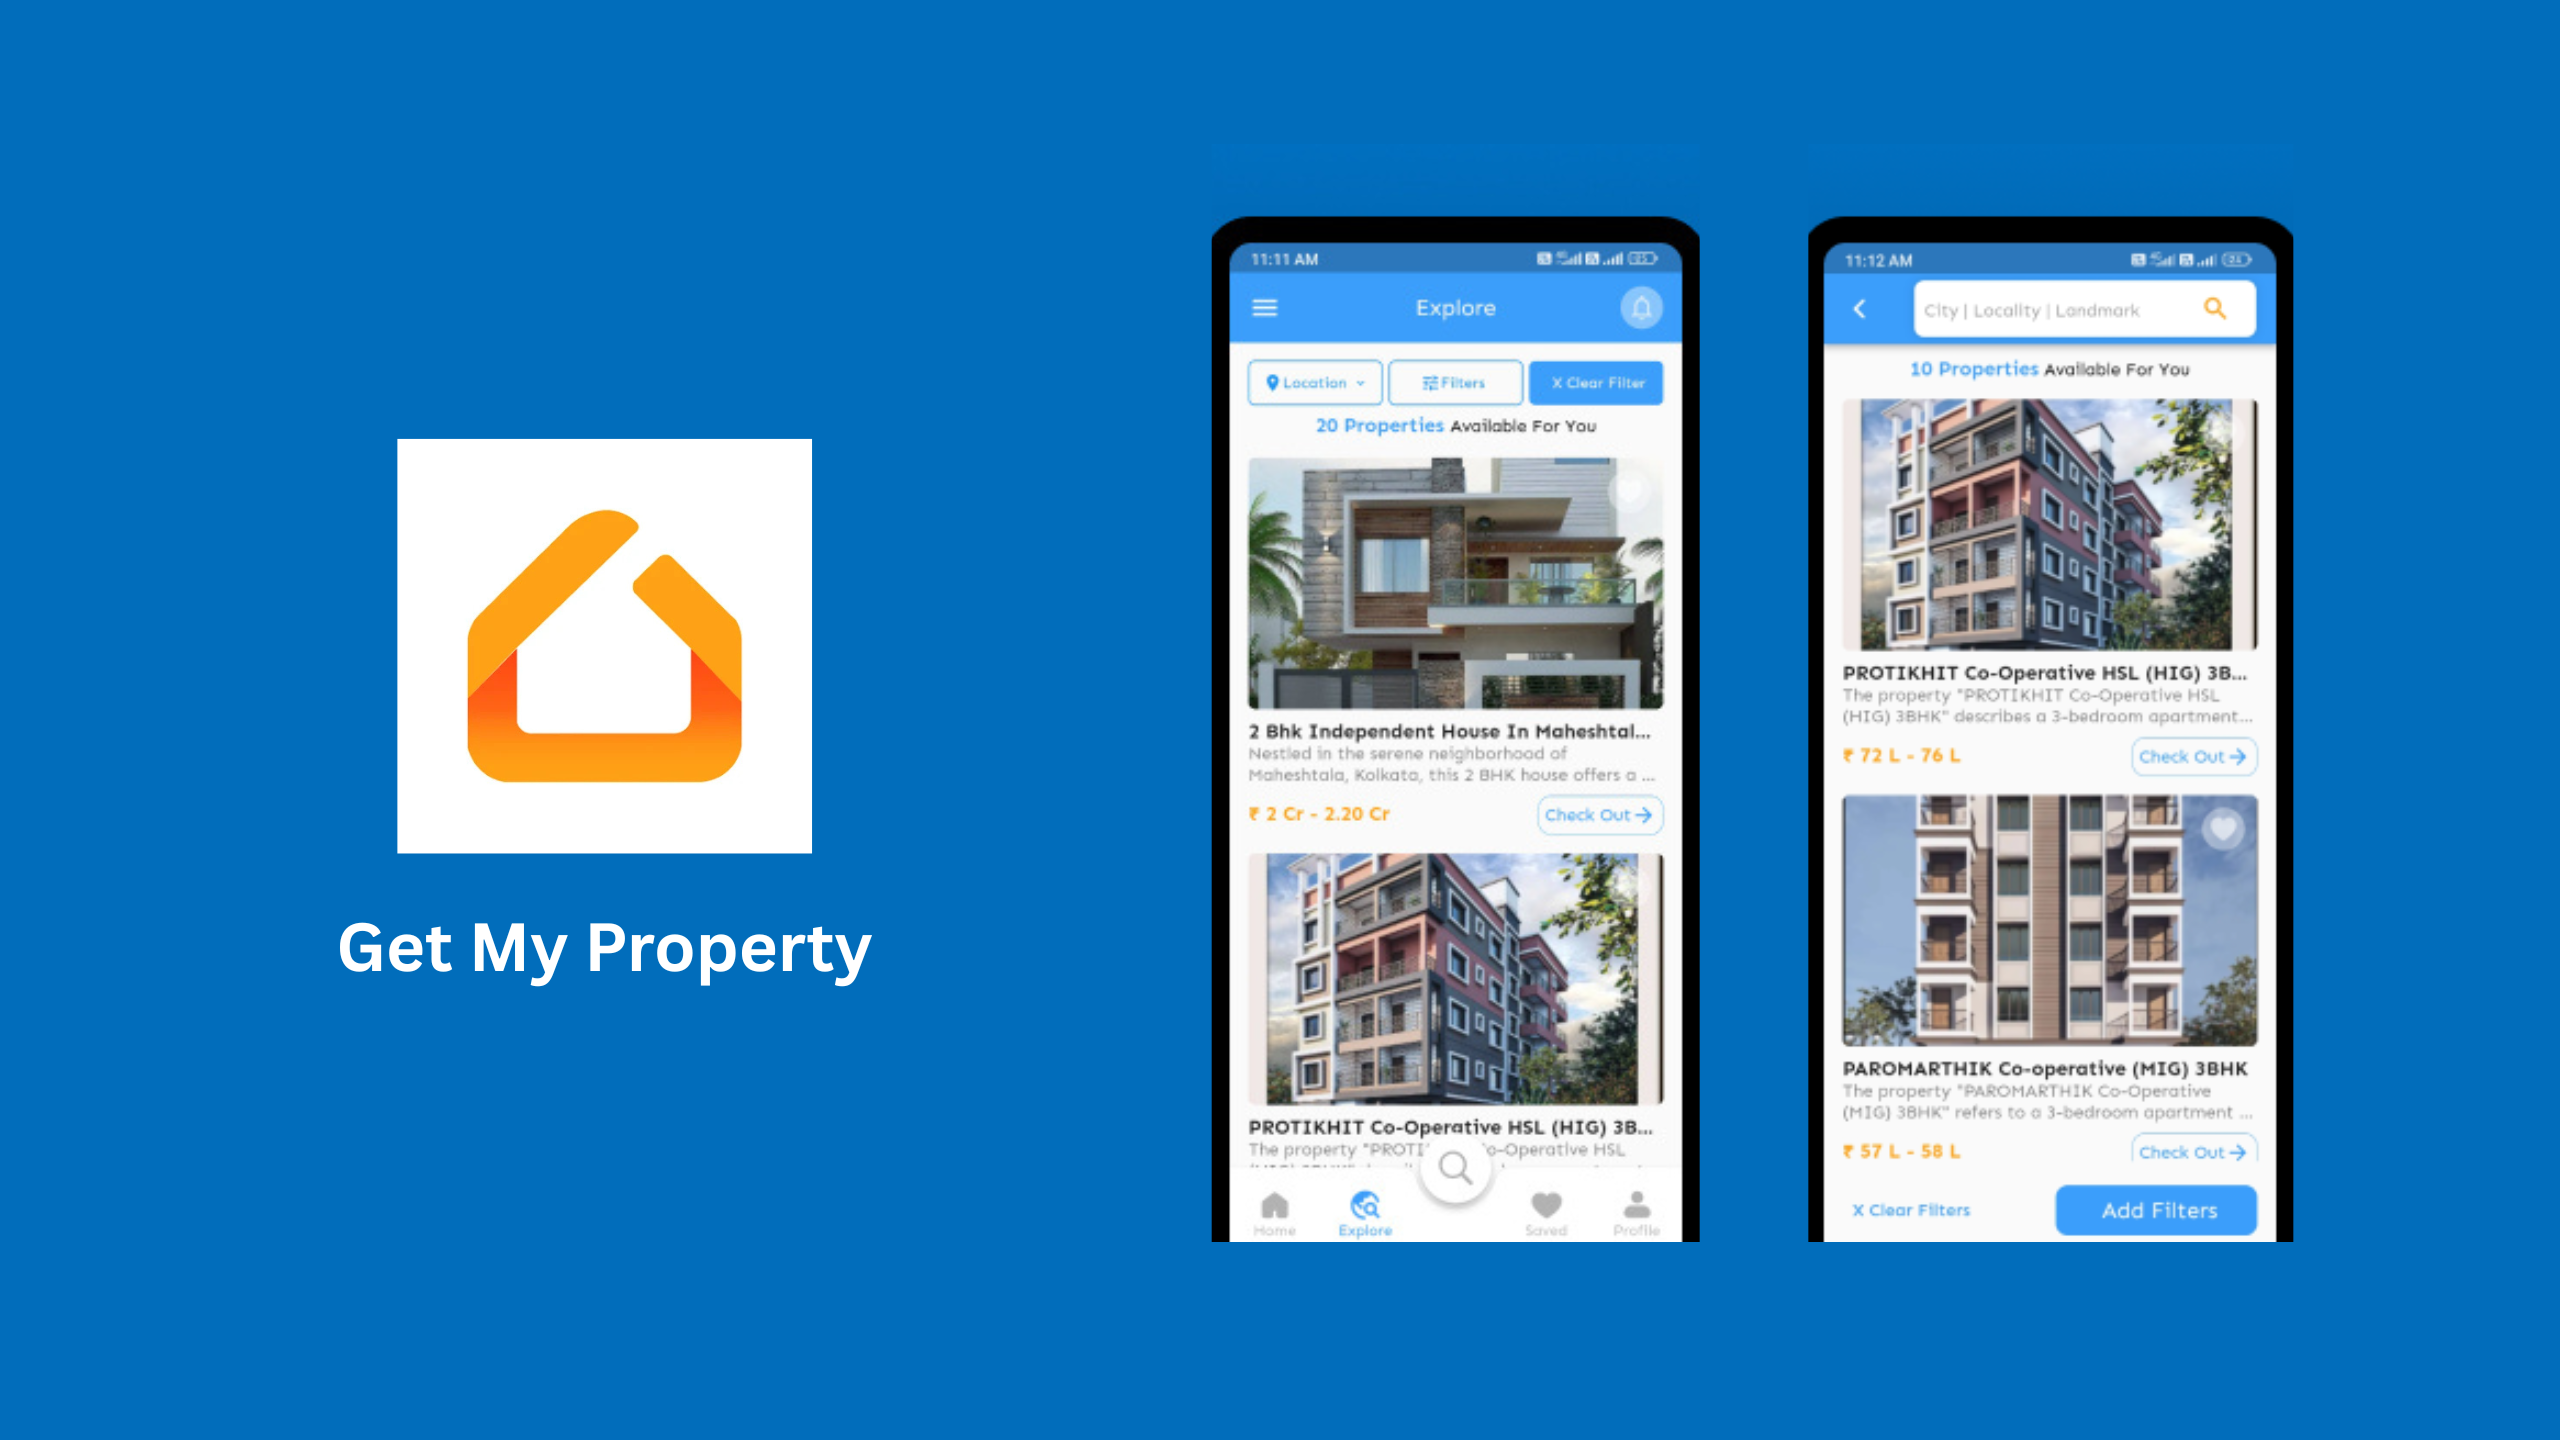 Get My Property
11:11 AM
Explore
Location
Filters
X Clear Filter
20 Properties Available For You
2 Bhk Independent House In Maheshtal...
Nestled in the serene neighborhood of
Maheshtala, Kolkata, this 2 BHK house offers a ...
₹ 2 Cr - 2.20 Cr
Check Out
PROTIKHIT Co-Operative HSL (HIG) 3B...
The property "PROTI o-Operative HSL
Home
Explore
Saved
Profile
11:12 AM
City | Locality | Landmark
10 Properties Available For You
PROTIKHIT Co-Operative HSL (HIG) 3B...
The property "PROTIKHIT Co-Operative HSL
(HIG) 3BHK" describes a 3-bedroom apartment...
₹ 72 L - 76 L
Check Out
PAROMARTHIK Co-operative (MIG) 3BHK
The property "PAROMARTHIK Co-Operative
(MIG) 3BHK" refers to a 3-bedroom apartment ...
₹ 57 L - 58 L
Check Out
X Clear Filters
Add Filters